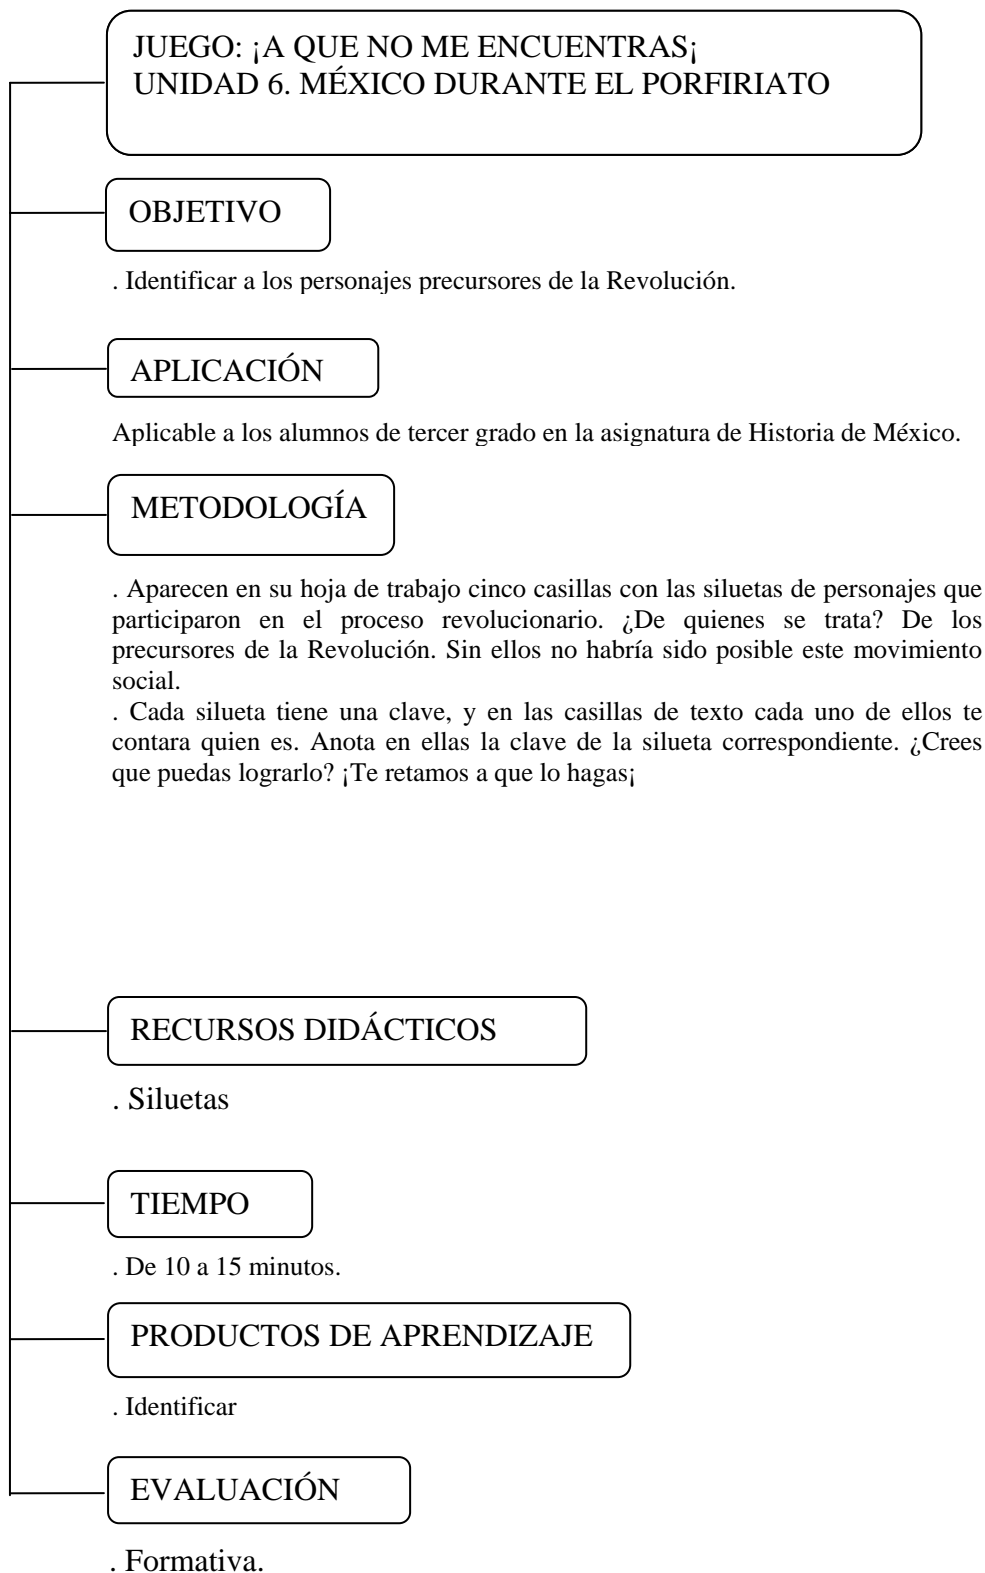 JUEGO: ¡A QUE NO ME ENCUENTRAS¡
UNIDAD 6. MÉXICO DURANTE EL PORFIRIATO
OBJETIVO
. Identificar a los personajes precursores de la Revolución.
APLICACIÓN
Aplicable a los alumnos de tercer grado en la asignatura de Historia de México.
METODOLOGÍA
. Aparecen en su hoja de trabajo cinco casillas con las siluetas de personajes que
participaron en el proceso revolucionario. ¿De quienes se trata? De los
precursores de la Revolución. Sin ellos no habría sido posible este movimiento
social.
. Cada silueta tiene una clave, y en las casillas de texto cada uno de ellos te
contara quien es. Anota en ellas la clave de la silueta correspondiente. ¿Crees
que puedas lograrlo? ¡Te retamos a que lo hagas¡
RECURSOS DIDÁCTICOS
. Siluetas
TIEMPO
. De 10 a 15 minutos.
PRODUCTOS DE APRENDIZAJE
. Identificar
EVALUACIÓN
. Formativa.